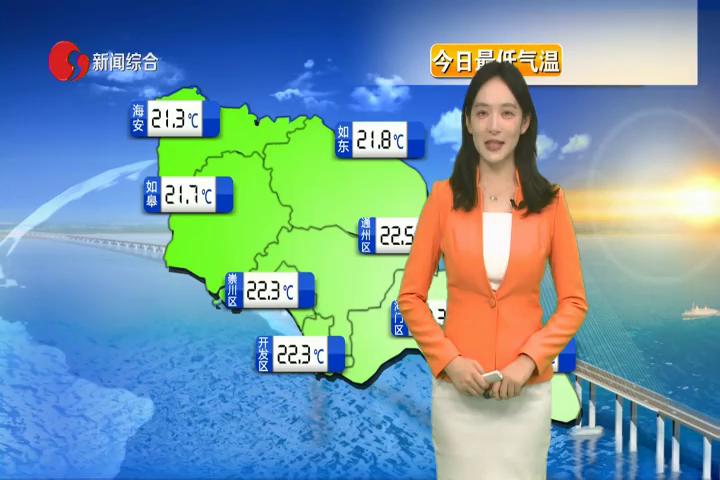 新闻综合
今日最低气温
海安 21.3℃
如东 21.8℃
如皋 21.7℃
通州区 22.5
崇川区 22.3℃
海门区
开发区 22.3℃